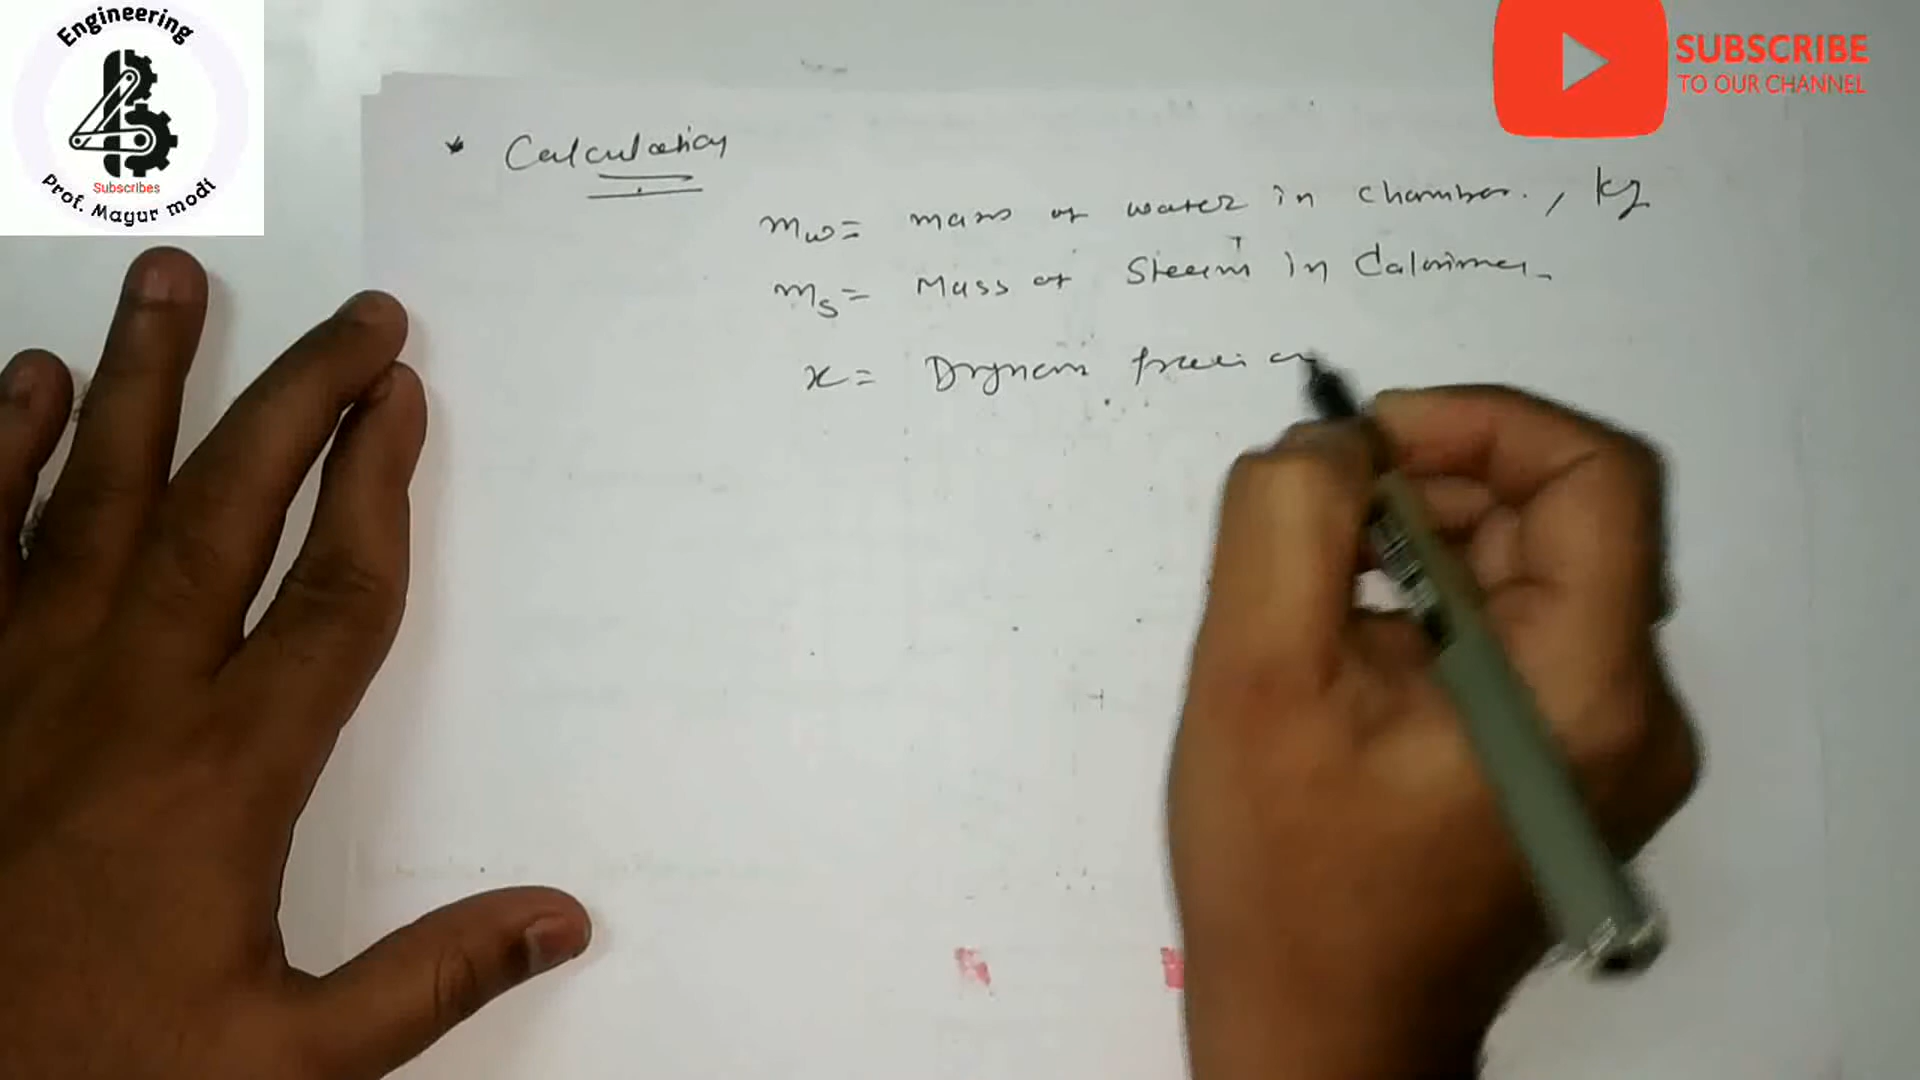 Engineering
Subscribes
Prof. Mayur modi
SUBSCRIBE
TO OUR CHANNEL
* Calculation
mw = mass of water in chamber., kg
ms = Mass of Steam in
x = Dryness fraction